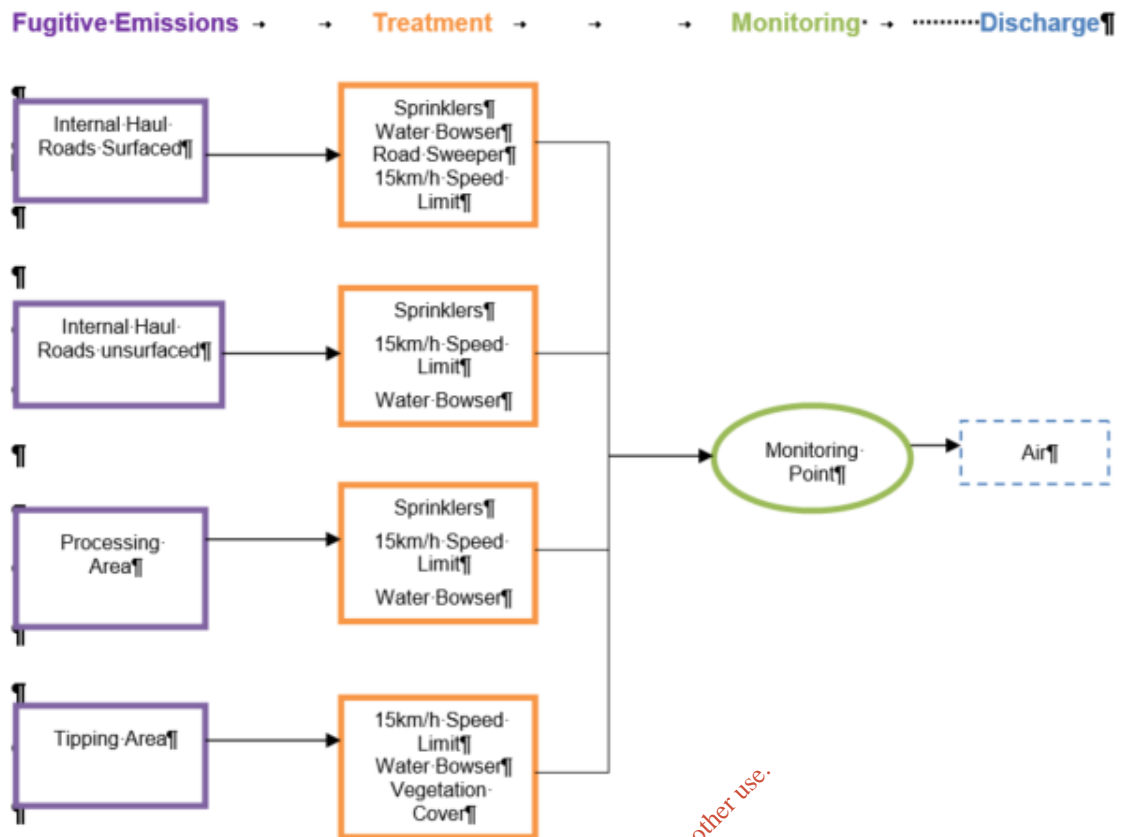 Fugitive·Emissions → → Treatment → → → Monitoring· → ··········Discharge¶
¶
Internal·Haul·
Roads·Surfaced¶
Sprinklers¶
Water·Bowser¶
Road·Sweeper¶
15km/h·Speed·
Limit¶
¶
¶
Internal·Haul·
Roads·unsurfaced¶
Sprinklers¶
15km/h·Speed·
Limit¶
Water·Bowser¶
¶
Monitoring·
Point¶
Air¶
Processing·
Area¶
Sprinklers¶
15km/h·Speed·
Limit¶
Water·Bowser¶
¶
¶
Tipping·Area¶
15km/h·Speed·
Limit¶
Water·Bowser¶
Vegetation·
Cover¶
¶
other use.